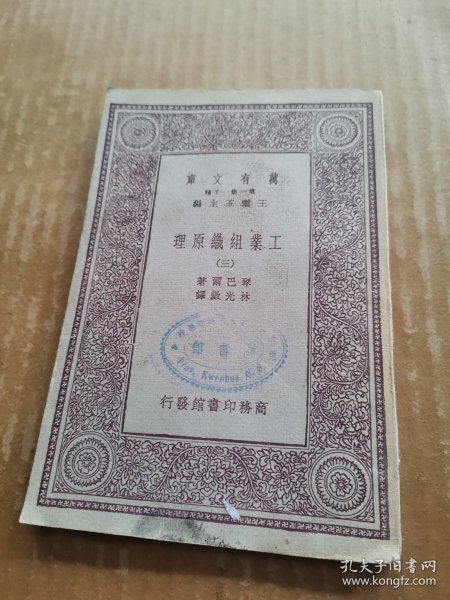 萬有文庫
第一集一千種
王雲五主編
工業組織原理
(三)
琴巴爾著
林光澂譯
書館
商務印書館發行
孔夫子旧书网
www.kongfz.com